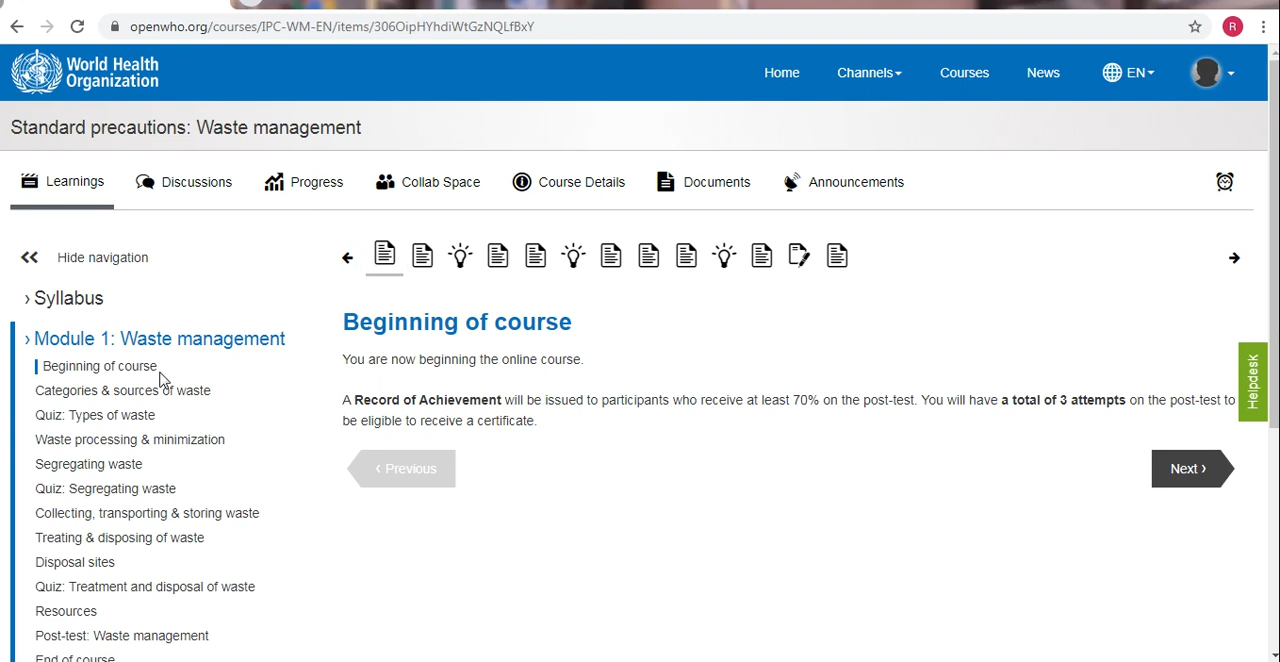 openwho.org/courses/IPC-WM-EN/items/306OipHYhdiWtGzNQLfBxY
R
World Health
Organization
Home
Channels
Courses
News
EN
Standard precautions: Waste management
Learnings
Discussions
Progress
Collab Space
Course Details
Documents
Announcements
Hide navigation
› Syllabus
› Module 1: Waste management
Beginning of course
Categories & sources of waste
Quiz: Types of waste
Waste processing & minimization
Segregating waste
Quiz: Segregating waste
Collecting, transporting & storing waste
Treating & disposing of waste
Disposal sites
Quiz: Treatment and disposal of waste
Resources
Post-test: Waste management
End of course
Beginning of course
You are now beginning the online course.
A Record of Achievement will be issued to participants who receive at least 70% on the post-test. You will have a total of 3 attempts on the post-test to
be eligible to receive a certificate.
‹ Previous
Next ›
Helpdesk